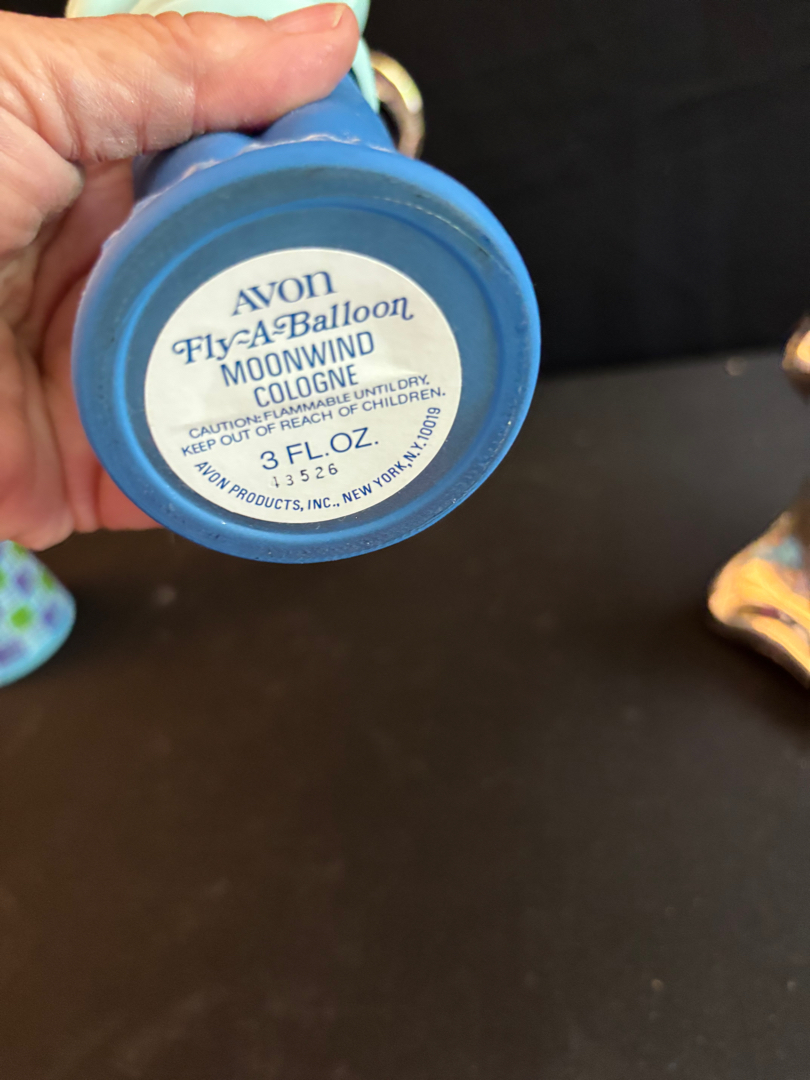 AVON
Fly-A-Balloon
MOONWIND
COLOGNE
CAUTION: FLAMMABLE UNTIL DRY.
KEEP OUT OF REACH OF CHILDREN.
3 FL.OZ.
43526
AVON PRODUCTS, INC., NEW YORK, N.Y. 10019